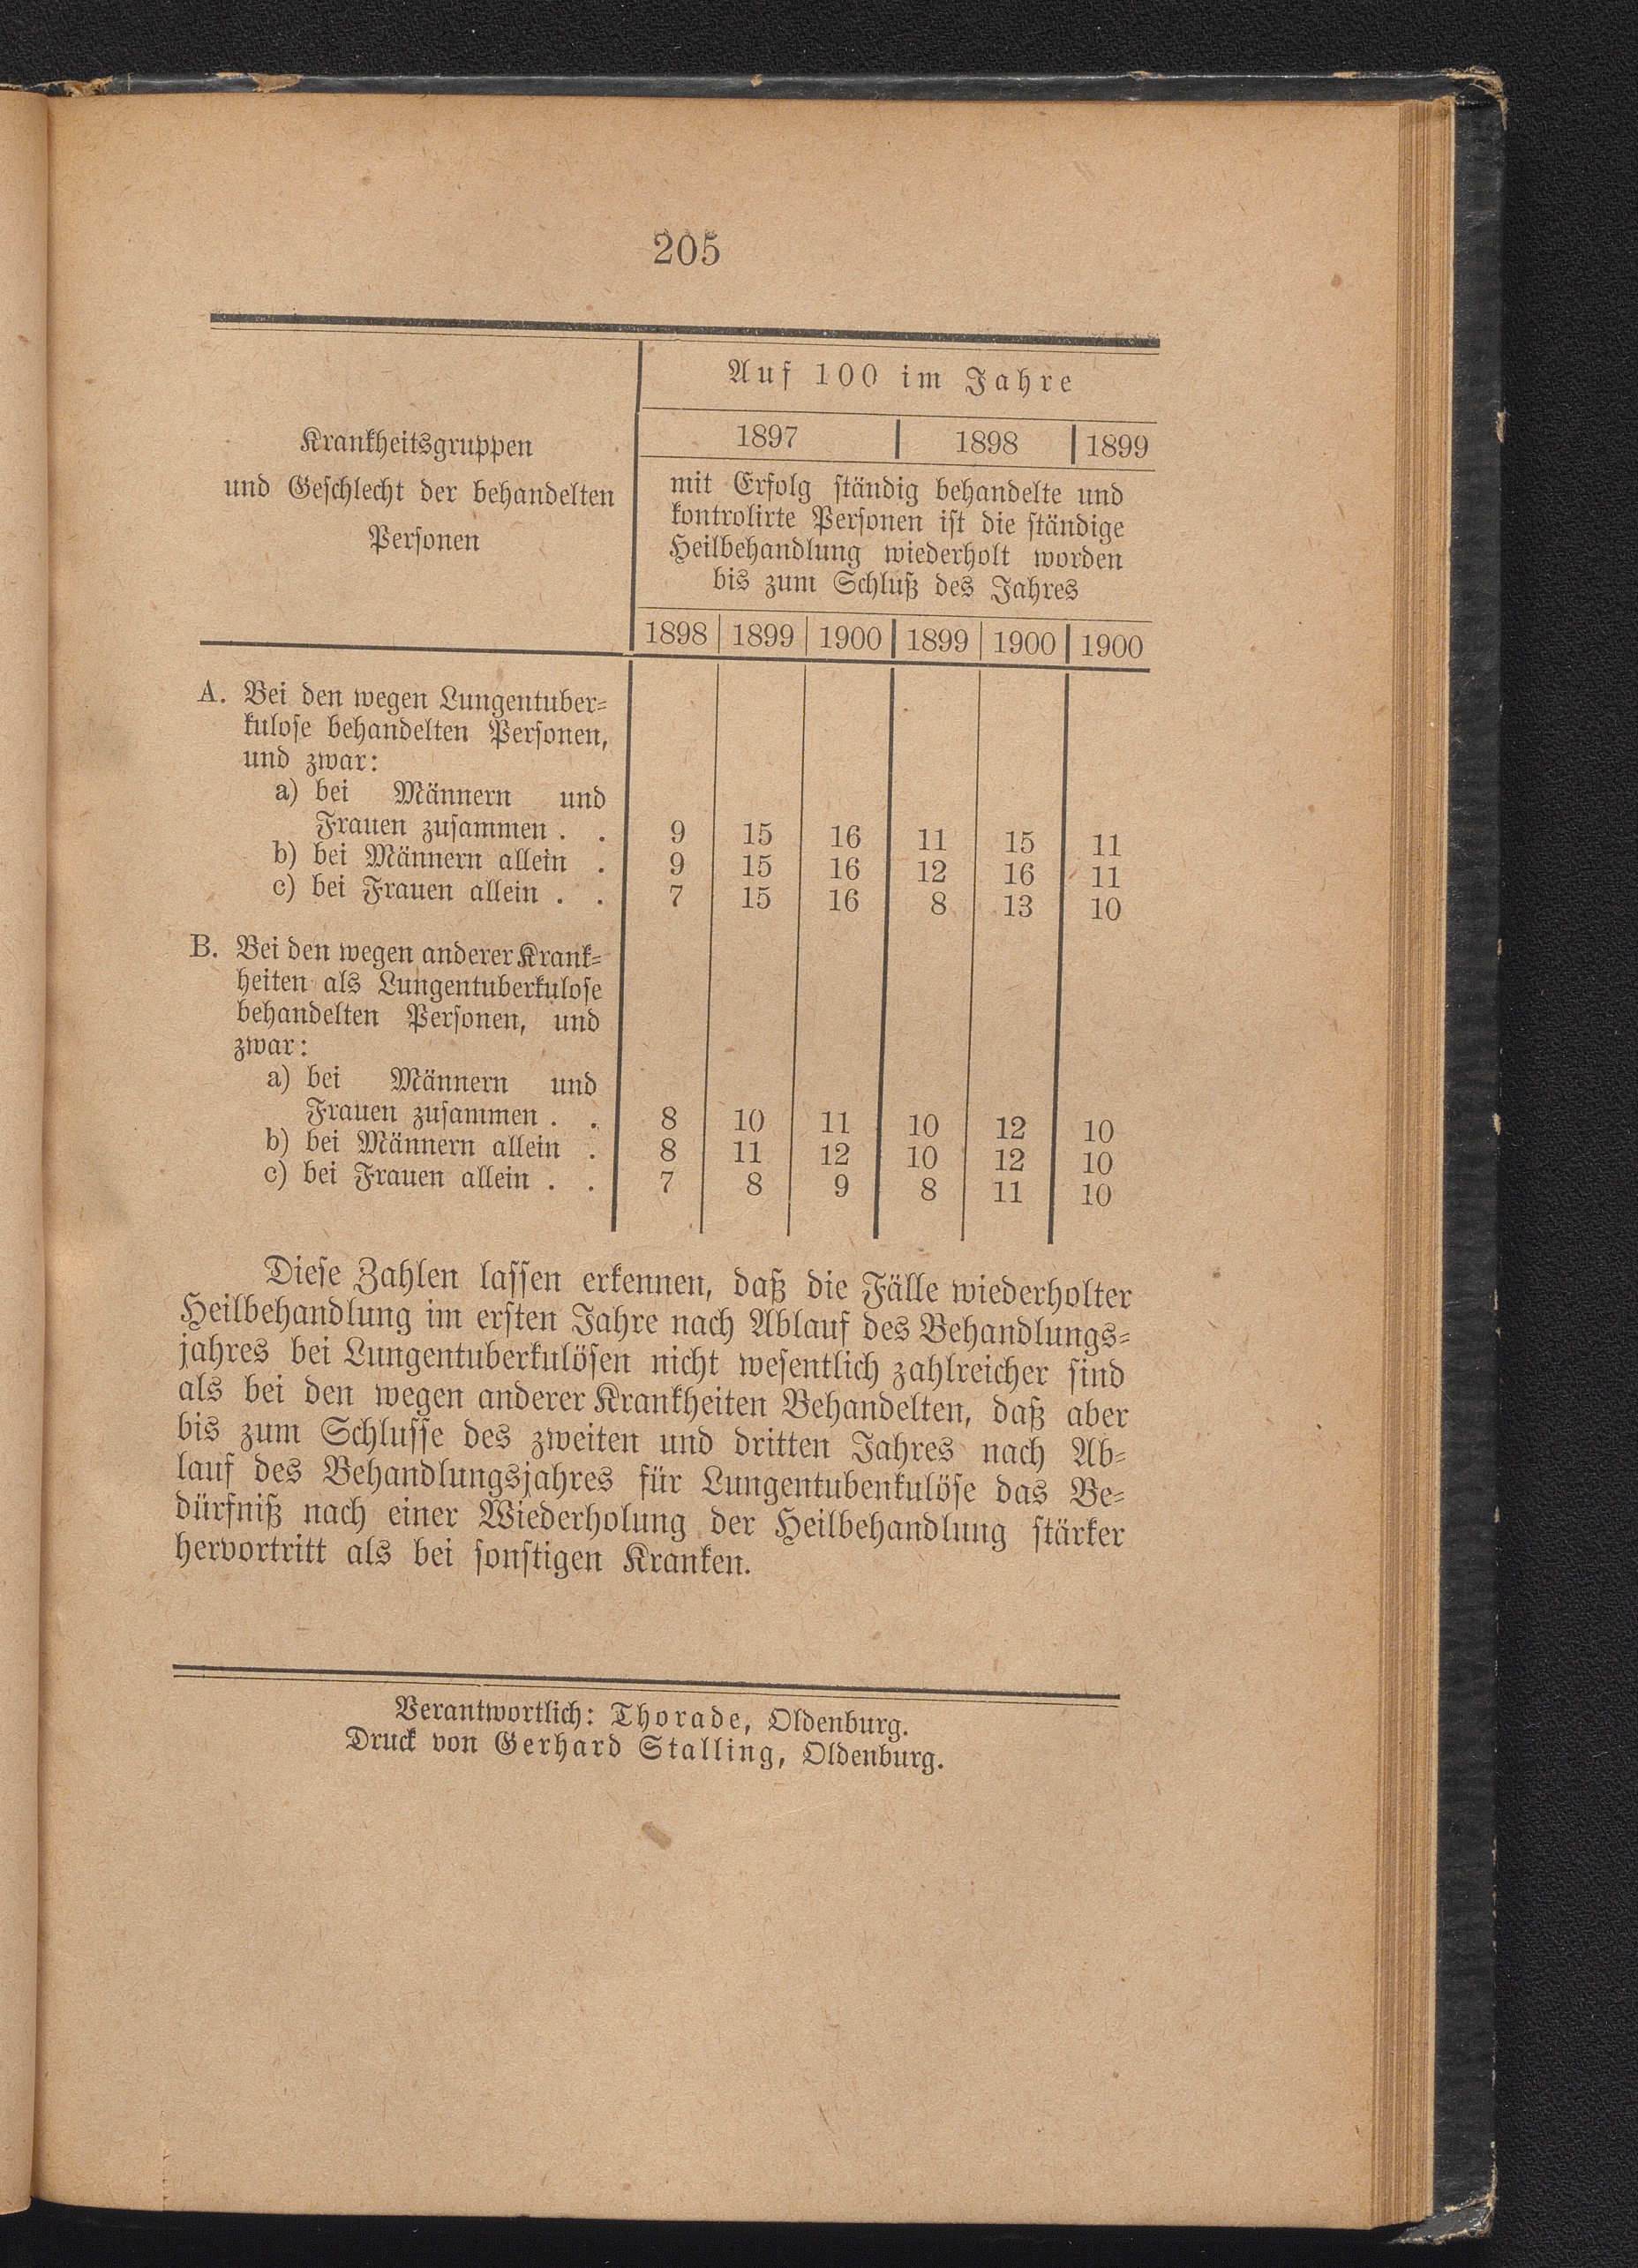 205
Auf 100 im Jahre
Krankheitsgruppen
und Geschlecht der behandelten
Personen
1897 1898 1899
mit Erfolg ständig behandelte und
kontrolirte Personen ist die ständige
Heilbehandlung wiederholt worden
bis zum Schluß des Jahres
1898 1899 1900 1899 1900 1900
A. Bei den wegen Lungentuber-
kulose behandelten Personen,
und zwar:
a) bei Männern und
Frauen zusammen . . 9 15 16 11 15 11
b) bei Männern allein . 9 15 16 12 16 11
c) bei Frauen allein . . 7 15 16 8 13 10
B. Bei den wegen anderer Krank-
heiten als Lungentuberkulose
behandelten Personen, und
zwar:
a) bei Männern und
Frauen zusammen . . 8 10 11 10 12 10
b) bei Männern allein . 8 11 12 10 12 10
c) bei Frauen allein . . 7 8 9 8 11 10
Diese Zahlen lassen erkennen, daß die Fälle wiederholter
Heilbehandlung im ersten Jahre nach Ablauf des Behandlungs-
jahres bei Lungentuberkulösen nicht wesentlich zahlreicher sind
als bei den wegen anderer Krankheiten Behandelten, daß aber
bis zum Schlusse des zweiten und dritten Jahres nach Ab-
lauf des Behandlungsjahres für Lungentubenkulöse das Be-
dürfniß nach einer Wiederholung der Heilbehandlung stärker
hervortritt als bei sonstigen Kranken.
Verantwortlich: Thorade, Oldenburg.
Druck von Gerhard Stalling, Oldenburg.